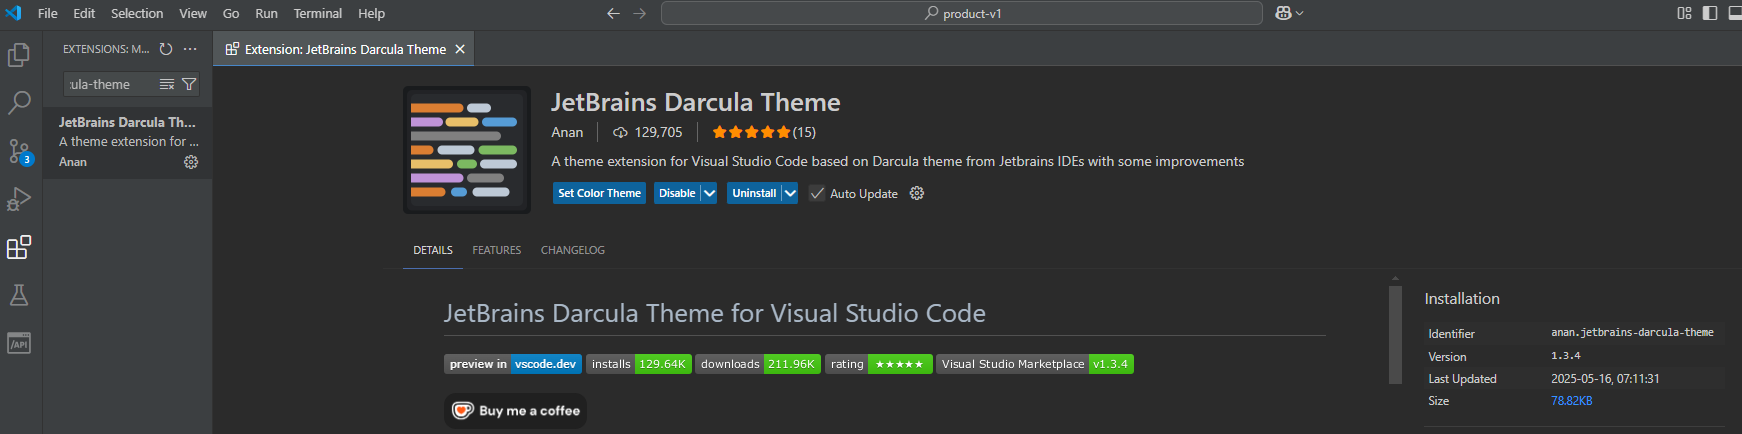 File Edit Selection View Go Run Terminal Help
product-v1
EXTENSIONS: M...
Extension: JetBrains Darcula Theme
cula-theme
JetBrains Darcula Th...
A theme extension for ...
Anan
3
/API
JetBrains Darcula Theme
Anan 129,705 (15)
A theme extension for Visual Studio Code based on Darcula theme from Jetbrains IDEs with some improvements
Set Color Theme Disable Uninstall Auto Update
DETAILS FEATURES CHANGELOG
JetBrains Darcula Theme for Visual Studio Code
preview in vscode.dev installs 129.64K downloads 211.96K rating ★★★★★ Visual Studio Marketplace v1.3.4
Buy me a coffee
Installation
Identifier anan.jetbrains-darcula-theme
Version 1.3.4
Last Updated 2025-05-16, 07:11:31
Size 78.82KB